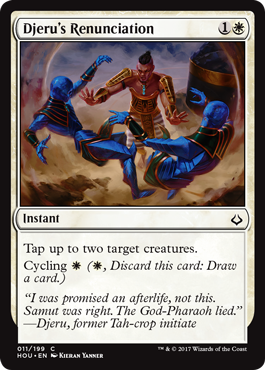 Djeru's Renunciation 1
Instant
Tap up to two target creatures.
Cycling (, Discard this card: Draw
a card.)
“I was promised an afterlife, not this.
Samut was right. The God-Pharaoh lied.”
—Djeru, former Tah-crop initiate
011/199 C
HOU • EN KIERAN YANNER
™ & © 2017 Wizards of the Coast